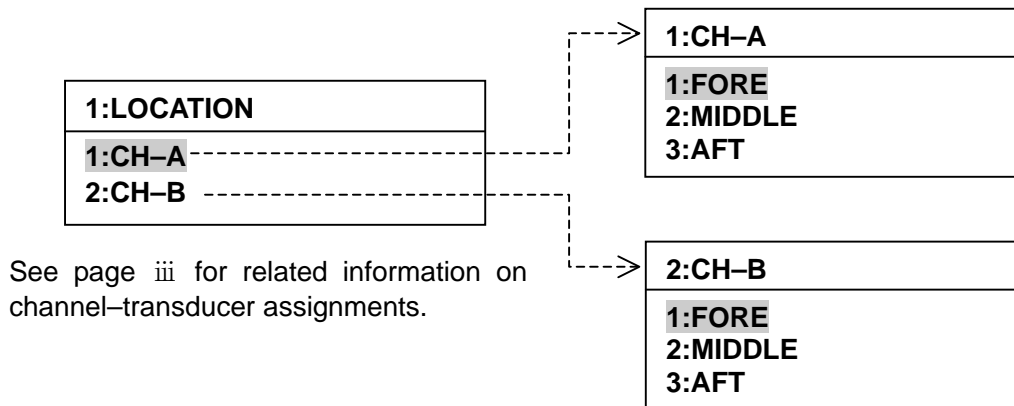 1:LOCATION
1:CH–A
2:CH–B
See page ⅲ for related information on
channel–transducer assignments.
1:CH–A
1:FORE
2:MIDDLE
3:AFT
2:CH–B
1:FORE
2:MIDDLE
3:AFT